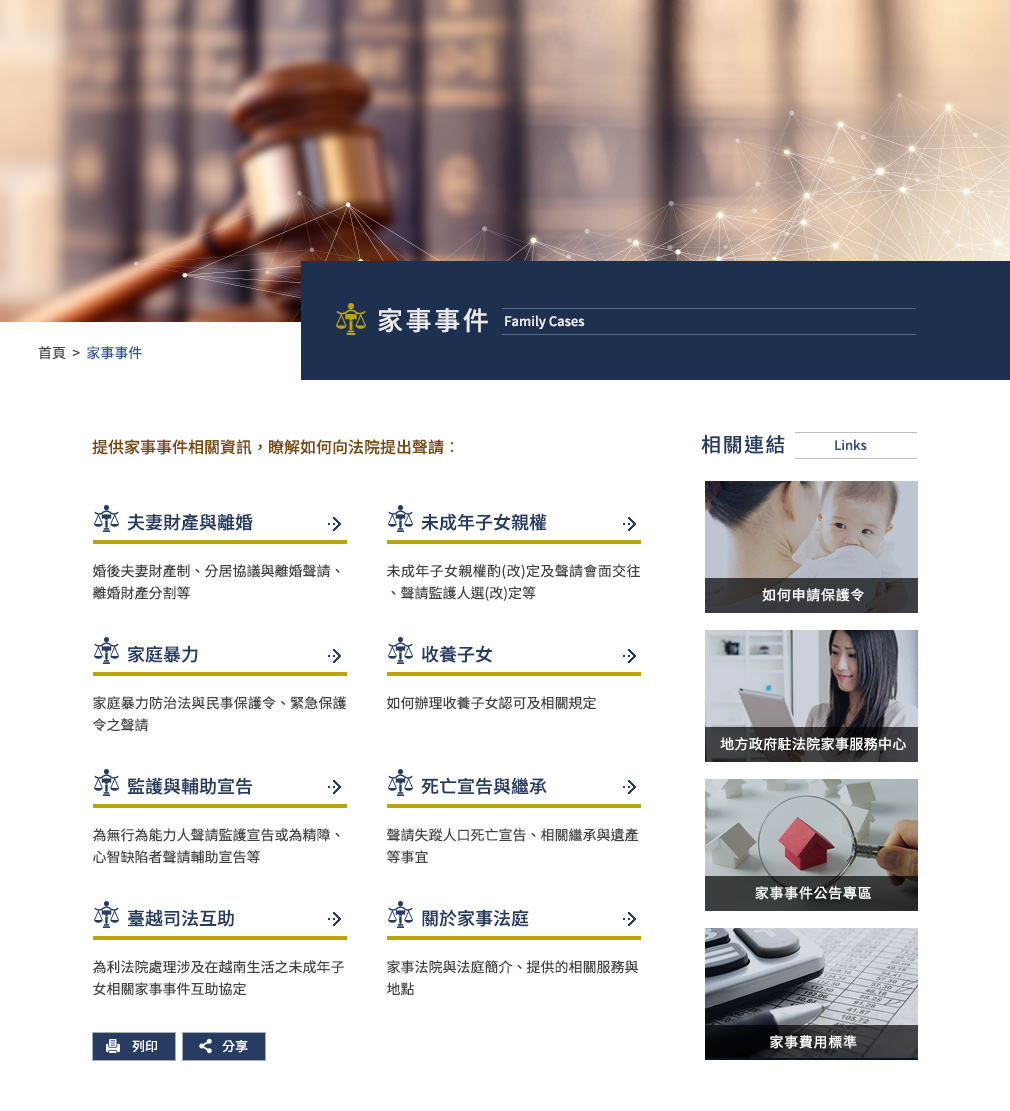 家事事件
Family Cases
首頁 > 家事事件
提供家事事件相關資訊，瞭解如何向法院提出聲請：
夫妻財產與離婚
婚後夫妻財產制、分居協議與離婚聲請、
離婚財產分割等
未成年子女親權
未成年子女親權酌(改)定及聲請會面交往
、聲請監護人選(改)定等
家庭暴力
家庭暴力防治法與民事保護令、緊急保護
令之聲請
收養子女
如何辦理收養子女認可及相關規定
監護與輔助宣告
為無行為能力人聲請監護宣告或為精障、
心智缺陷者聲請輔助宣告等
死亡宣告與繼承
聲請失蹤人口死亡宣告、相關繼承與遺產
等事宜
臺越司法互助
為利法院處理涉及在越南生活之未成年子
女相關家事事件互助協定
關於家事法庭
家事法院與法庭簡介、提供的相關服務與
地點
列印
分享
相關連結
Links
如何申請保護令
地方政府駐法院家事服務中心
家事事件公告專區
家事費用標準